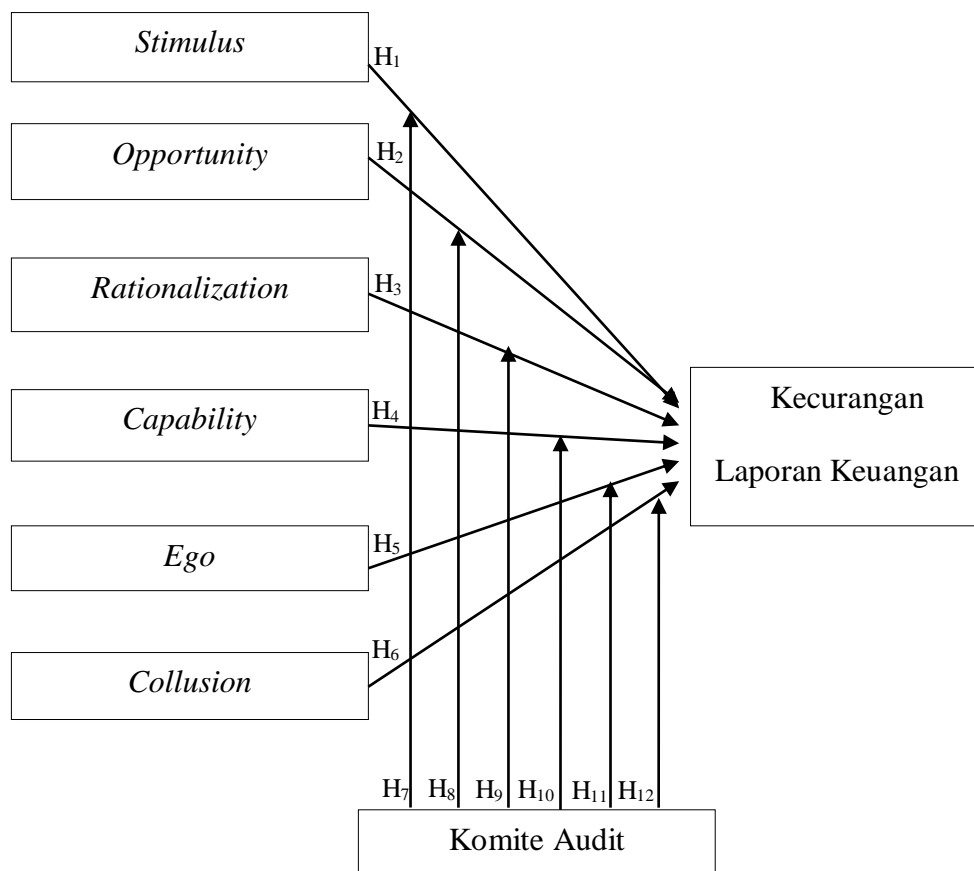 Stimulus
H1
Opportunity
H2
Rationalization
H3
Capability
H4
Kecurangan
Laporan Keuangan
Ego
H5
Collusion
H6
H7 H8 H9 H10 H11 H12
Komite Audit